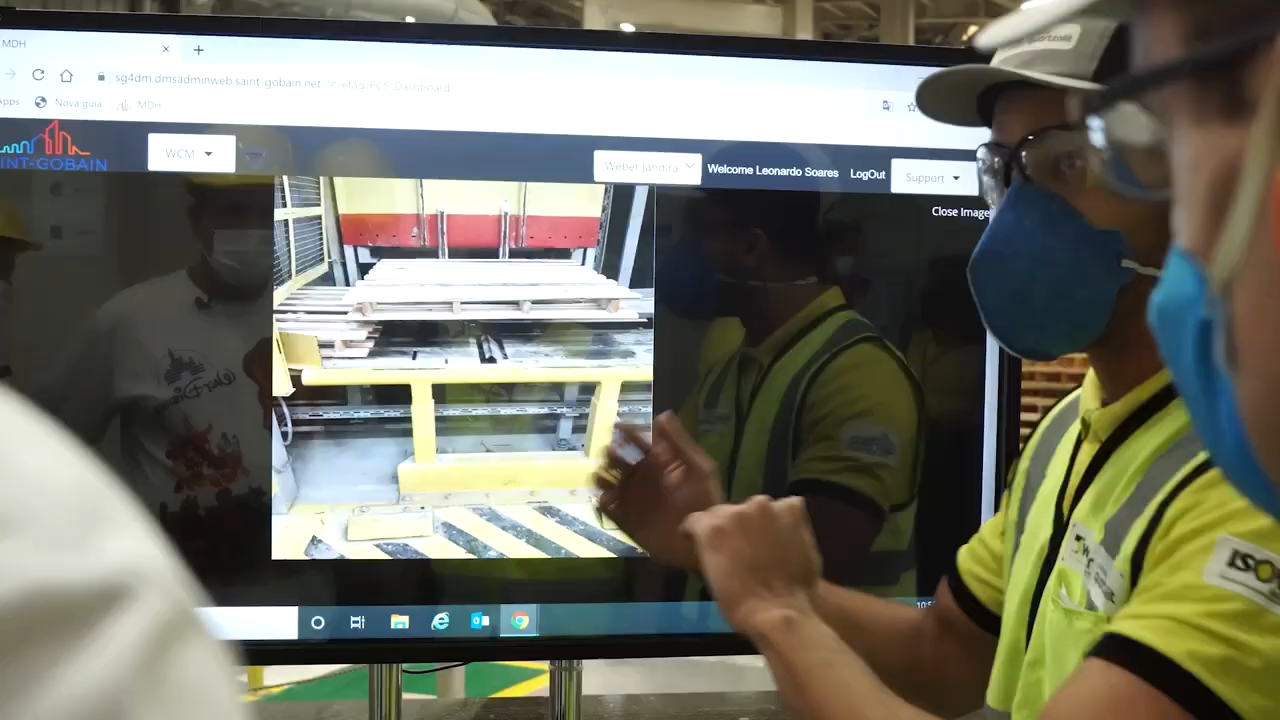 MDH
sg4dm.dmsadminweb.saint-gobain.net
Apps Nova guia MDH
INT-GOBAIN
WCM
Weber Jandira
Welcome Leonardo Soares
LogOut
Support
Close Image